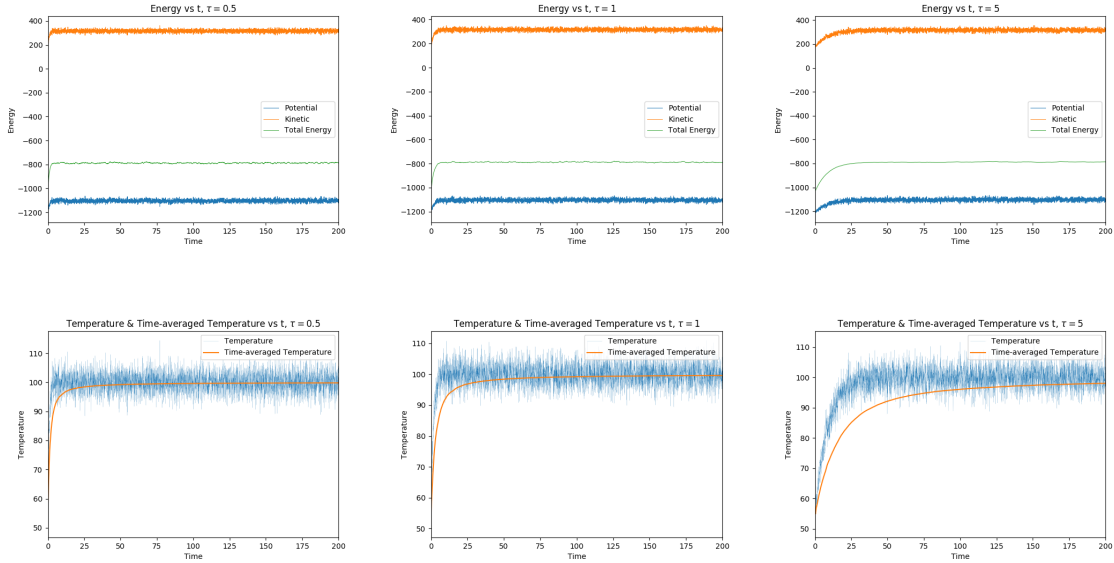 Energy vs t, τ = 0.5
400
200
0
−200
−400
−600
−800
−1000
−1200
Energy
Potential
Kinetic
Total Energy
0 25 50 75 100 125 150 175 200
Time
Energy vs t, τ = 1
400
200
0
−200
−400
−600
−800
−1000
−1200
Energy
Potential
Kinetic
Total Energy
0 25 50 75 100 125 150 175 200
Time
Energy vs t, τ = 5
400
200
0
−200
−400
−600
−800
−1000
−1200
Energy
Potential
Kinetic
Total Energy
0 25 50 75 100 125 150 175 200
Time
Temperature & Time-averaged Temperature vs t, τ = 0.5
Temperature
Time-averaged Temperature
110
100
90
80
70
60
50
Temperature
0 25 50 75 100 125 150 175 200
Time
Temperature & Time-averaged Temperature vs t, τ = 1
Temperature
Time-averaged Temperature
110
100
90
80
70
60
50
Temperature
0 25 50 75 100 125 150 175 200
Time
Temperature & Time-averaged Temperature vs t, τ = 5
Temperature
Time-averaged Temperature
110
100
90
80
70
60
50
Temperature
0 25 50 75 100 125 150 175 200
Time